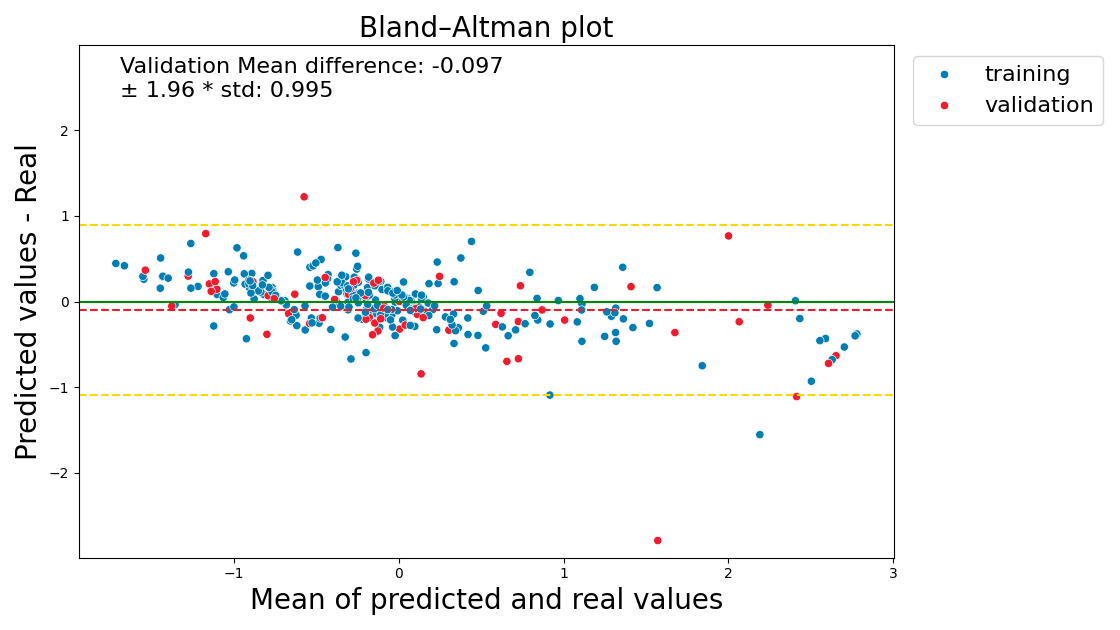 Bland–Altman plot
Validation Mean difference: -0.097
± 1.96 * std: 0.995
training
validation
Predicted values - Real
2
1
0
−1
−2
−1
0
1
2
3
Mean of predicted and real values